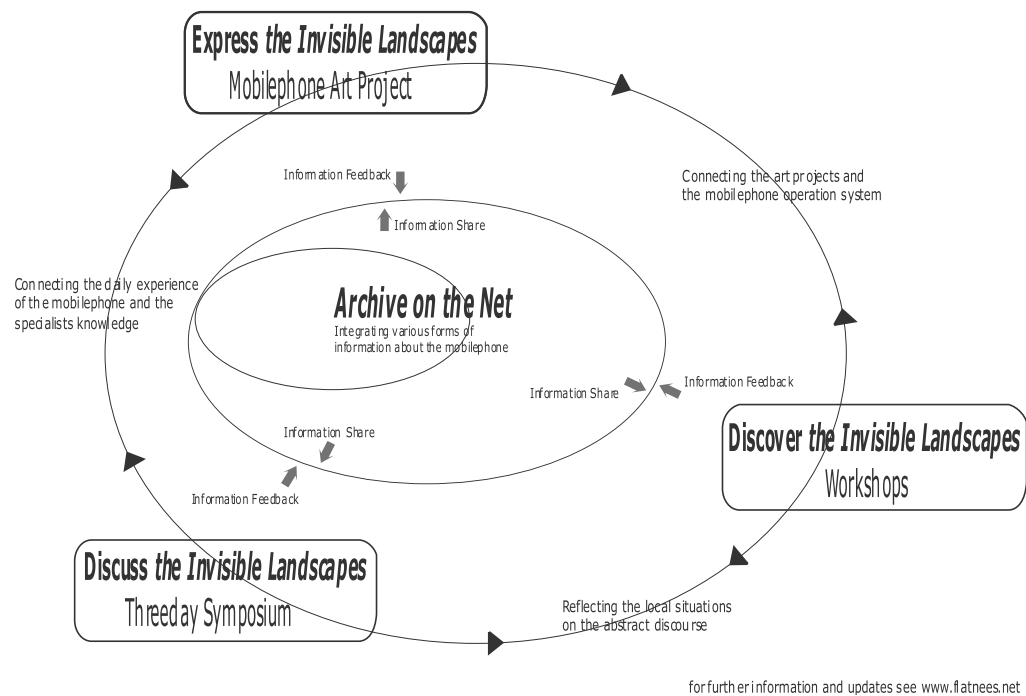 Express the Invisible Landscapes
Mobilephone Art Project
Information Feedback
Information Share
Connecting the art projects and
the mobilephone operation system
Connecting the daily experience
of the mobilephone and the
specialists knowledge
Archive on the Net
Integrating various forms of
information about the mobilephone
Information Share
Information Feedback
Information Share
Information Feedback
Discover the Invisible Landscapes
Workshops
Discuss the Invisible Landscapes
Threeday Symposium
Reflecting the local situations
on the abstract discourse
for further information and updates see www.flatnees.net